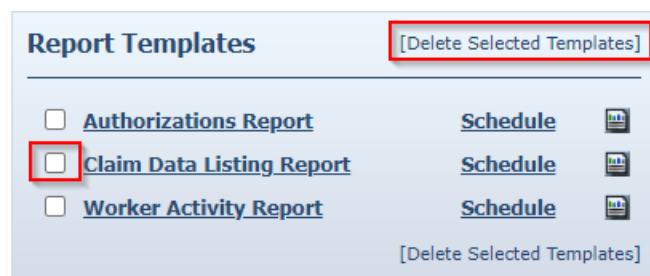 Report Templates [Delete Selected Templates]
Authorizations Report Schedule
Claim Data Listing Report Schedule
Worker Activity Report Schedule
[Delete Selected Templates]